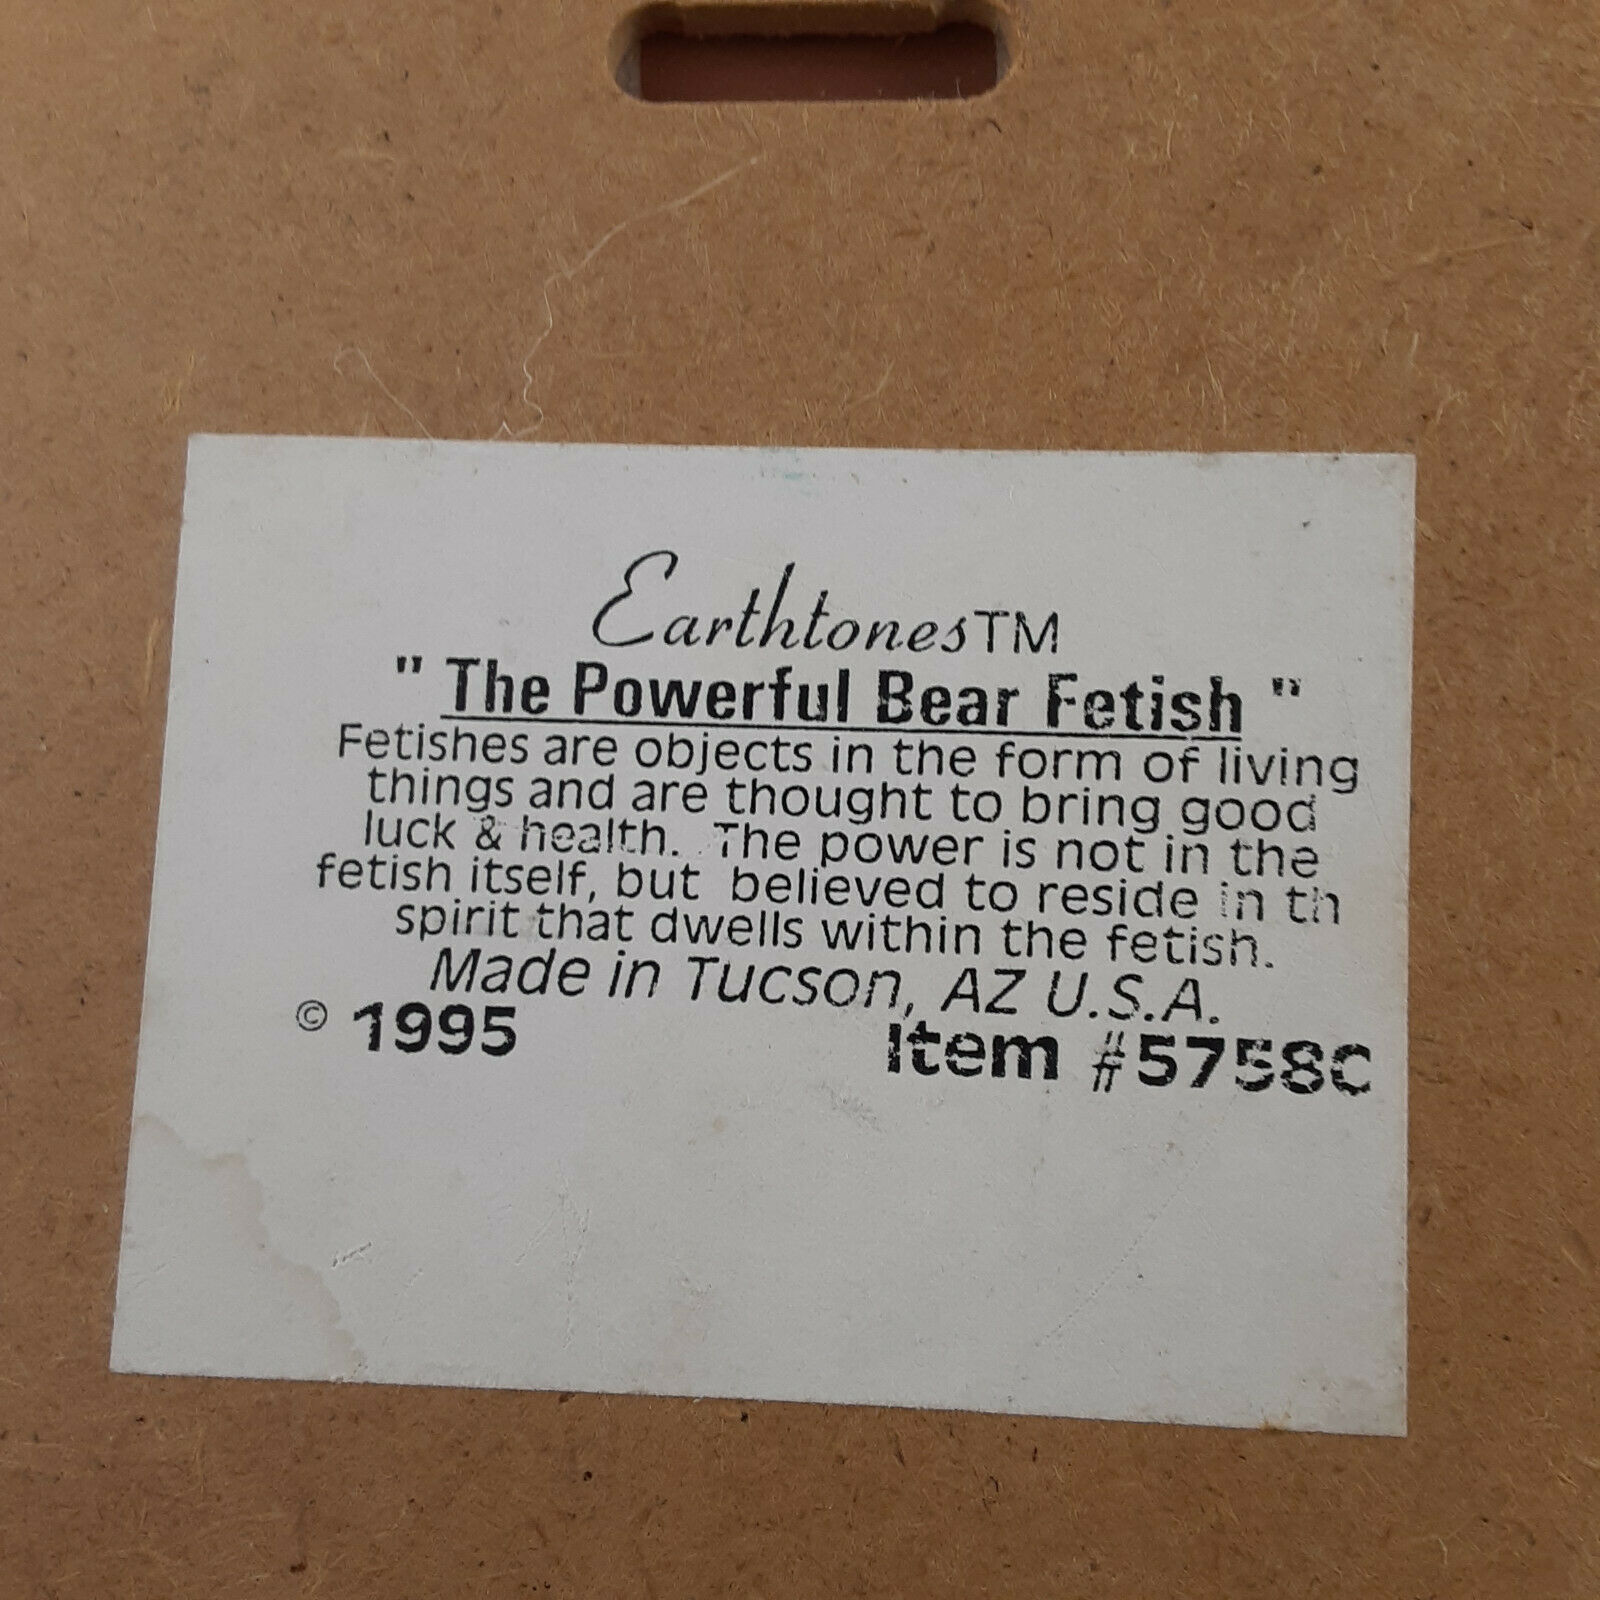 EarthtonesTM
" The Powerful Bear Fetish "
Fetishes are objects in the form of living
things and are thought to bring good
luck & health. The power is not in the
fetish itself, but believed to reside in th
spirit that dwells within the fetish.
Made in Tucson, AZ U.S.A.
© 1995 Item #5758C